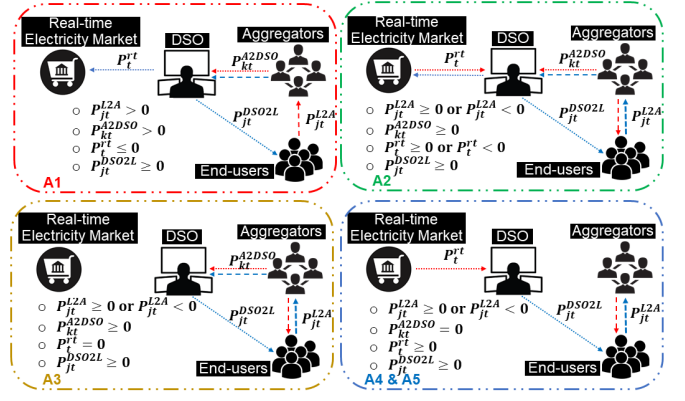 Real-time
Electricity Market
DSO
Aggregators
P_t^{rt}
P_{kt}^{A2DSO}
P_{jt}^{DSO2L}
P_{jt}^{L2A}
○ P_{jt}^{L2A} > 0
○ P_{kt}^{A2DSO} > 0
○ P_t^{rt} ≤ 0
○ P_{jt}^{DSO2L} ≥ 0
End-users
A1
Real-time
Electricity Market
DSO
Aggregators
P_t^{rt}
P_{kt}^{A2DSO}
P_{jt}^{DSO2L}
P_{jt}^{L2A}
○ P_{jt}^{L2A} ≥ 0 or P_{jt}^{L2A} < 0
○ P_{kt}^{A2DSO} ≥ 0
○ P_t^{rt} ≥ 0 or P_t^{rt} < 0
○ P_{jt}^{DSO2L} ≥ 0
End-users
A2
Real-time
Electricity Market
DSO
Aggregators
P_{kt}^{A2DSO}
P_{jt}^{DSO2L}
P_{jt}^{L2A}
○ P_{jt}^{L2A} ≥ 0 or P_{jt}^{L2A} < 0
○ P_{kt}^{A2DSO} ≥ 0
○ P_t^{rt} = 0
○ P_{jt}^{DSO2L} ≥ 0
End-users
A3
Real-time
Electricity Market
DSO
Aggregators
P_t^{rt}
P_{jt}^{DSO2L}
P_{jt}^{L2A}
○ P_{jt}^{L2A} ≥ 0 or P_{jt}^{L2A} < 0
○ P_{kt}^{A2DSO} = 0
○ P_t^{rt} ≥ 0
○ P_{jt}^{DSO2L} ≥ 0
End-users
A4 & A5